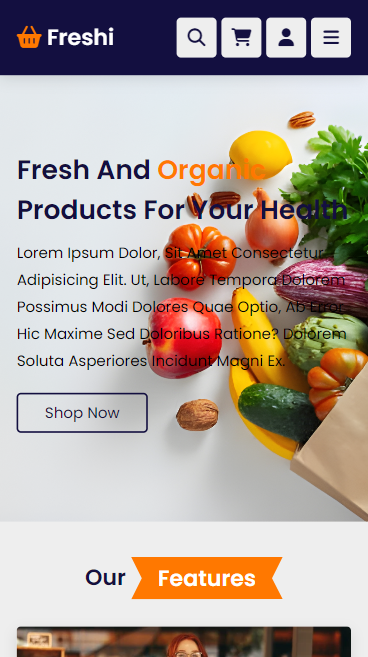 Freshi
Fresh And Organic
Products For Your Health
Lorem Ipsum Dolor, Sit Amet Consectetur
Adipisicing Elit. Ut, Labore Tempora Dolorem
Possimus Modi Dolores Quae Optio, Ab Error
Hic Maxime Sed Doloribus Ratione? Dolorem
Soluta Asperiores Incidunt Magni Ex.
Shop Now
Our Features